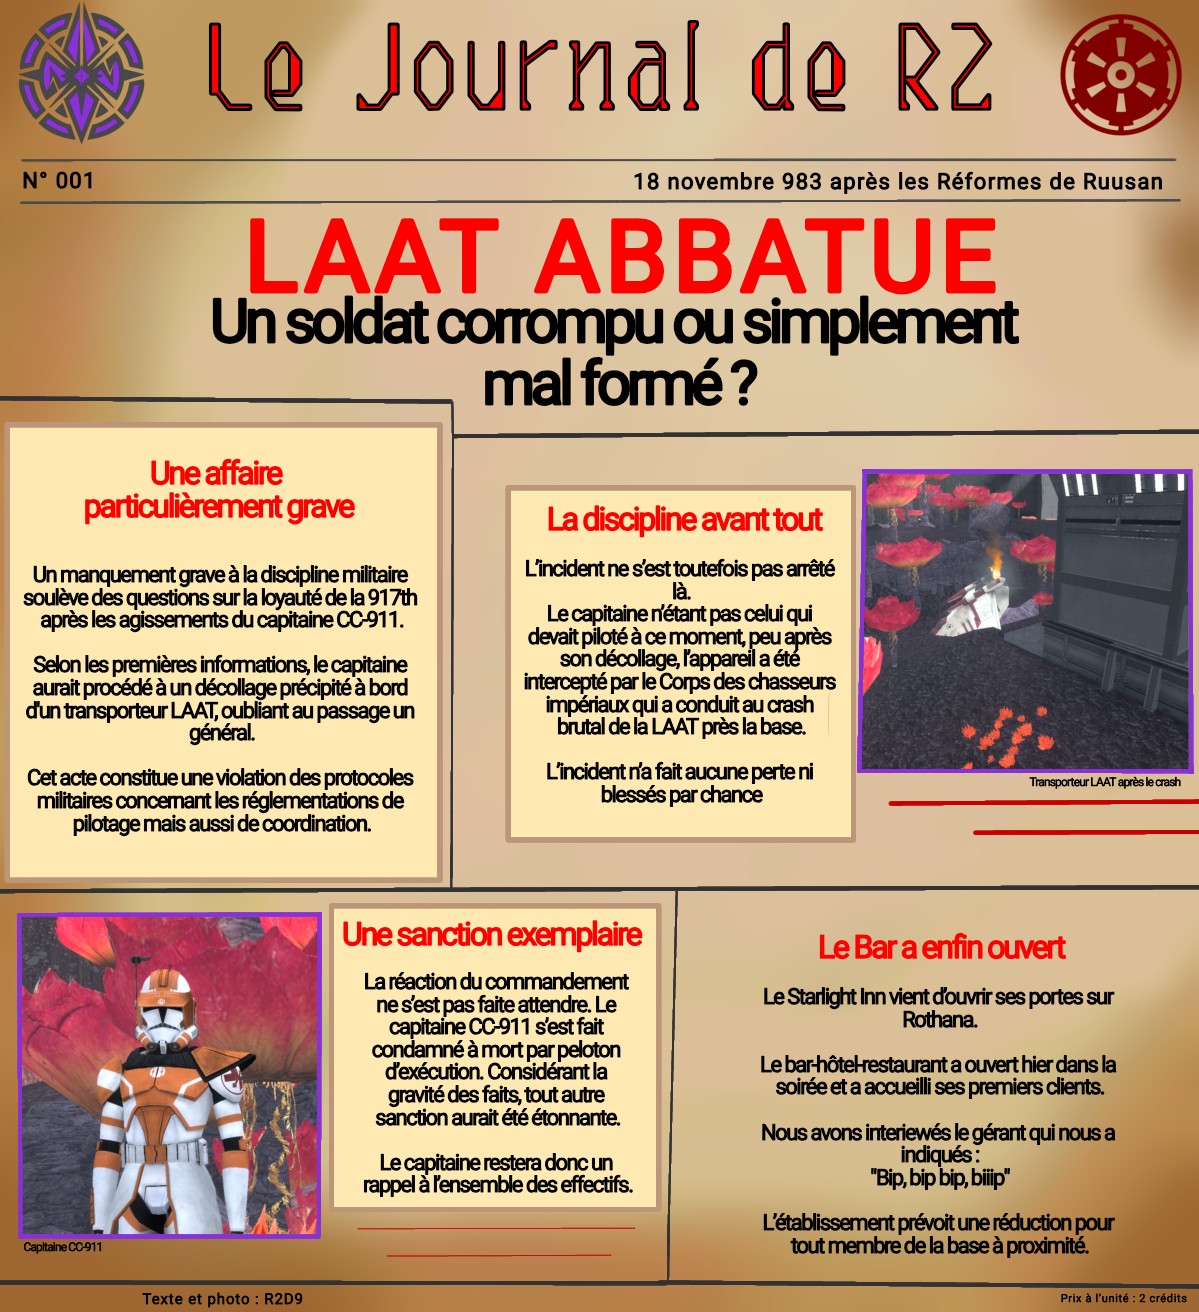 Le Journal de R2
N° 001
18 novembre 983 après les Réformes de Ruusan
LAAT ABBATUE
Un soldat corrompu ou simplement
mal formé ?
Une affaire
particulièrement grave
Un manquement grave à la discipline militaire
soulève des questions sur la loyauté de la 917th
après les agissements du capitaine CC-911.
Selon les premières informations, le capitaine
aurait procédé à un décollage précipité à bord
d'un transporteur LAAT, oubliant au passage un
général.
Cet acte constitue une violation des protocoles
militaires concernant les réglementations de
pilotage mais aussi de coordination.
La discipline avant tout
L'incident ne s'est toutefois pas arrêté
là.
Le capitaine n'étant pas celui qui
devait piloté à ce moment, peu après
son décollage, l'appareil a été
intercepté par le Corps des chasseurs
impériaux qui a conduit au crash
brutal de la LAAT près la base.
L'incident n'a fait aucune perte ni
blessés par chance
Transporteur LAAT après le crash
Capitaine CC-911
Une sanction exemplaire
La réaction du commandement
ne s'est pas faite attendre. Le
capitaine CC-911 s'est fait
condamné à mort par peloton
d'exécution. Considérant la
gravité des faits, tout autre
sanction aurait été étonnante.
Le capitaine restera donc un
rappel à l'ensemble des effectifs.
Le Bar a enfin ouvert
Le Starlight Inn vient d'ouvrir ses portes sur
Rothana.
Le bar-hôtel-restaurant a ouvert hier dans la
soirée et a accueilli ses premiers clients.
Nous avons interiewés le gérant qui nous a
indiqués :
"Bip, bip bip, biiip"
L'établissement prévoit une réduction pour
tout membre de la base à proximité.
Texte et photo : R2D9
Prix à l'unité : 2 crédits